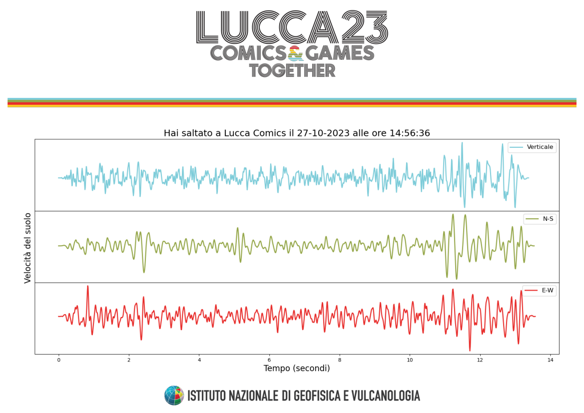 LUCCA23
COMICS&GAMES
TOGETHER
Hai saltato a Lucca Comics il 27-10-2023 alle ore 14:56:36
Verticale
N-S
E-W
Velocità del suolo
0 2 4 6 8 10 12 14
Tempo (secondi)
ISTITUTO NAZIONALE DI GEOFISICA E VULCANOLOGIA